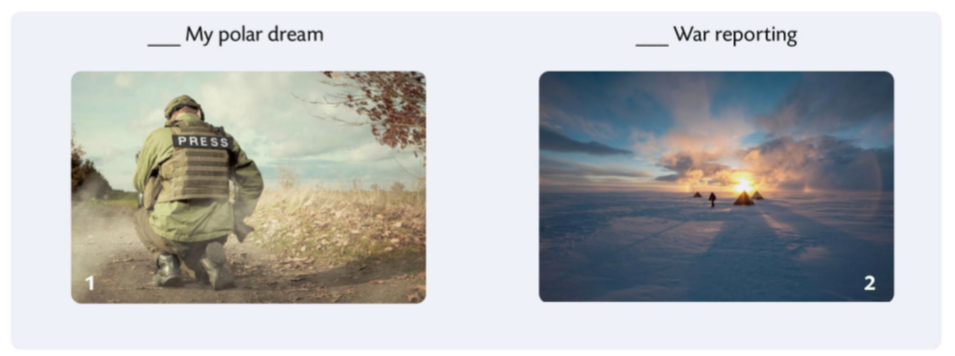 ___ My polar dream
___ War reporting
PRESS
1
2